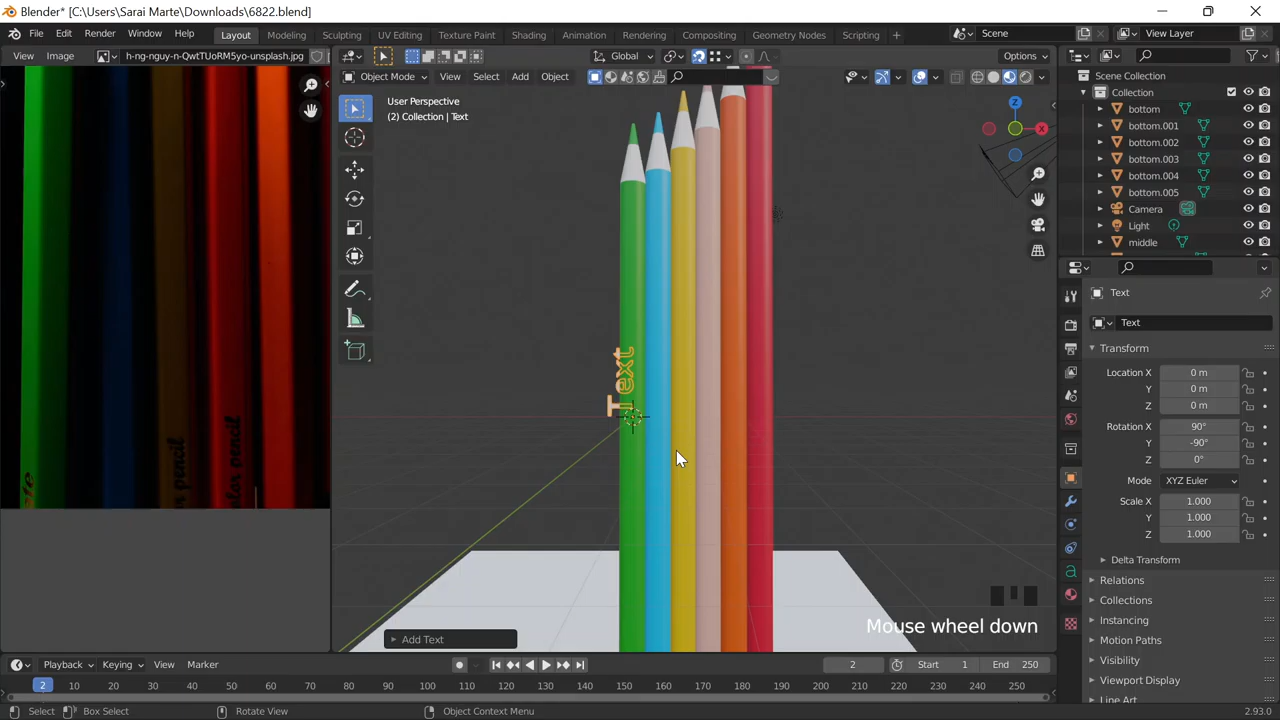 Blender* [C:\Users\Sarai Marte\Downloads\6822.blend]
File Edit Render Window Help Layout Modeling Sculpting UV Editing Texture Paint Shading Animation Rendering Compositing Geometry Nodes Scripting Scene View Layer
View Image h-ng-nguy-n-QwtTUoRM5yo-unsplash.jpg Global Options
Object Mode View Select Add Object
User Perspective
(2) Collection | Text
Scene Collection
Collection
bottom
bottom.001
bottom.002
bottom.003
bottom.004
bottom.005
Camera
Light
middle
Z
X
Text
Text
Transform
Location X 0 m
Y 0 m
Z 0 m
Rotation X 90°
Y -90°
Z 0°
Mode XYZ Euler
Scale X 1.000
Y 1.000
Z 1.000
Delta Transform
Relations
Collections
Instancing
Motion Paths
Visibility
Viewport Display
Line Art
Text
pencil
color pencil
Add Text
Mouse wheel down
Playback Keying View Marker 2 Start 1 End 250
2 10 20 30 40 50 60 70 80 90 100 110 120 130 140 150 160 170 180 190 200 210 220 230 240 250
Select Box Select Rotate View Object Context Menu 2.93.0